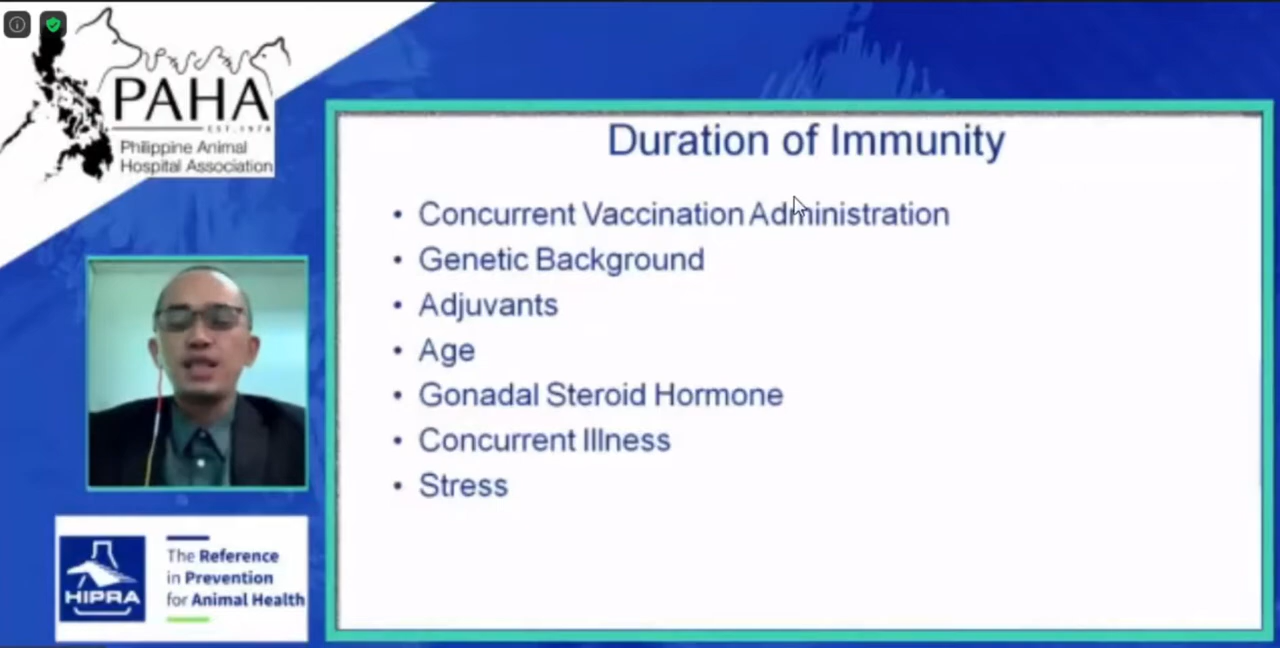 PAHA
EST. 1978
Philippine Animal
Hospital Association
Duration of Immunity
• Concurrent Vaccination Administration
• Genetic Background
• Adjuvants
• Age
• Gonadal Steroid Hormone
• Concurrent Illness
• Stress
HIPRA
The Reference
in Prevention
for Animal Health